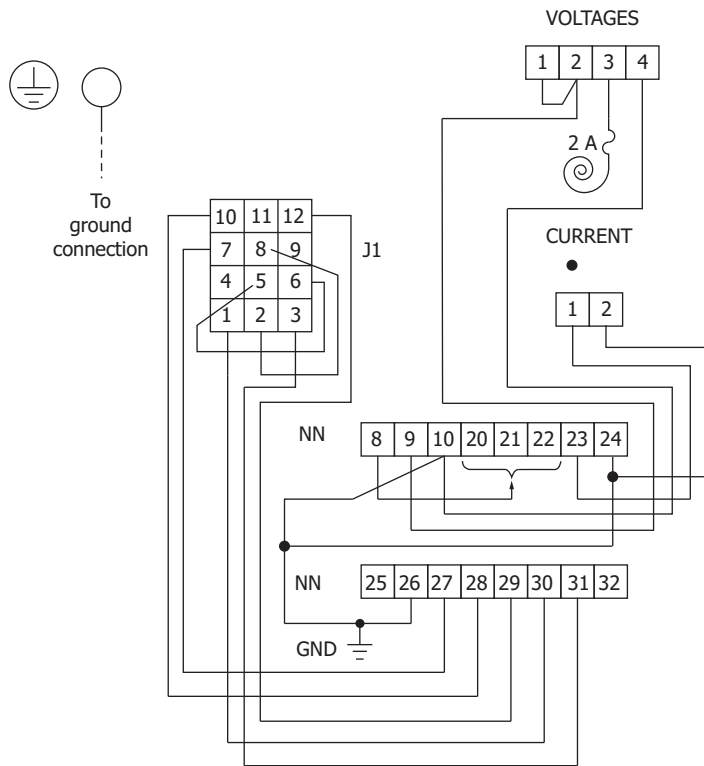 VOLTAGES
1 2 3 4
2 A
To
ground
connection
10 11 12
7 8 9
4 5 6
1 2 3
J1
CURRENT
1 2
NN
8 9 10 20 21 22 23 24
NN
25 26 27 28 29 30 31 32
GND